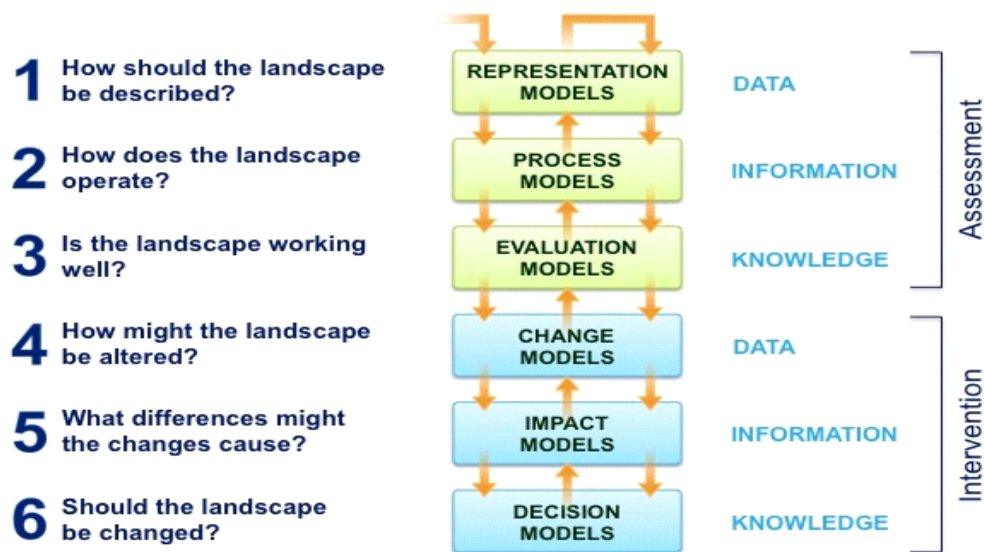 1 How should the landscape
be described?
REPRESENTATION
MODELS
DATA
2 How does the landscape
operate?
PROCESS
MODELS
INFORMATION
3 Is the landscape working
well?
EVALUATION
MODELS
KNOWLEDGE
Assessment
4 How might the landscape
be altered?
CHANGE
MODELS
DATA
5 What differences might
the changes cause?
IMPACT
MODELS
INFORMATION
6 Should the landscape
be changed?
DECISION
MODELS
KNOWLEDGE
Intervention